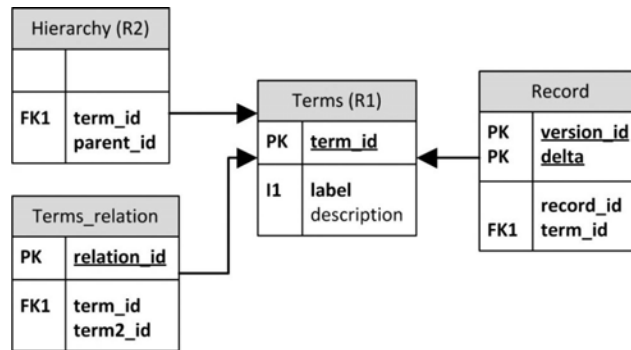 Hierarchy (R2)
FK1 term_id
parent_id
Terms_relation
PK relation_id
FK1 term_id
term2_id
Terms (R1)
PK term_id
I1 label
description
Record
PK version_id
PK delta
record_id
FK1 term_id